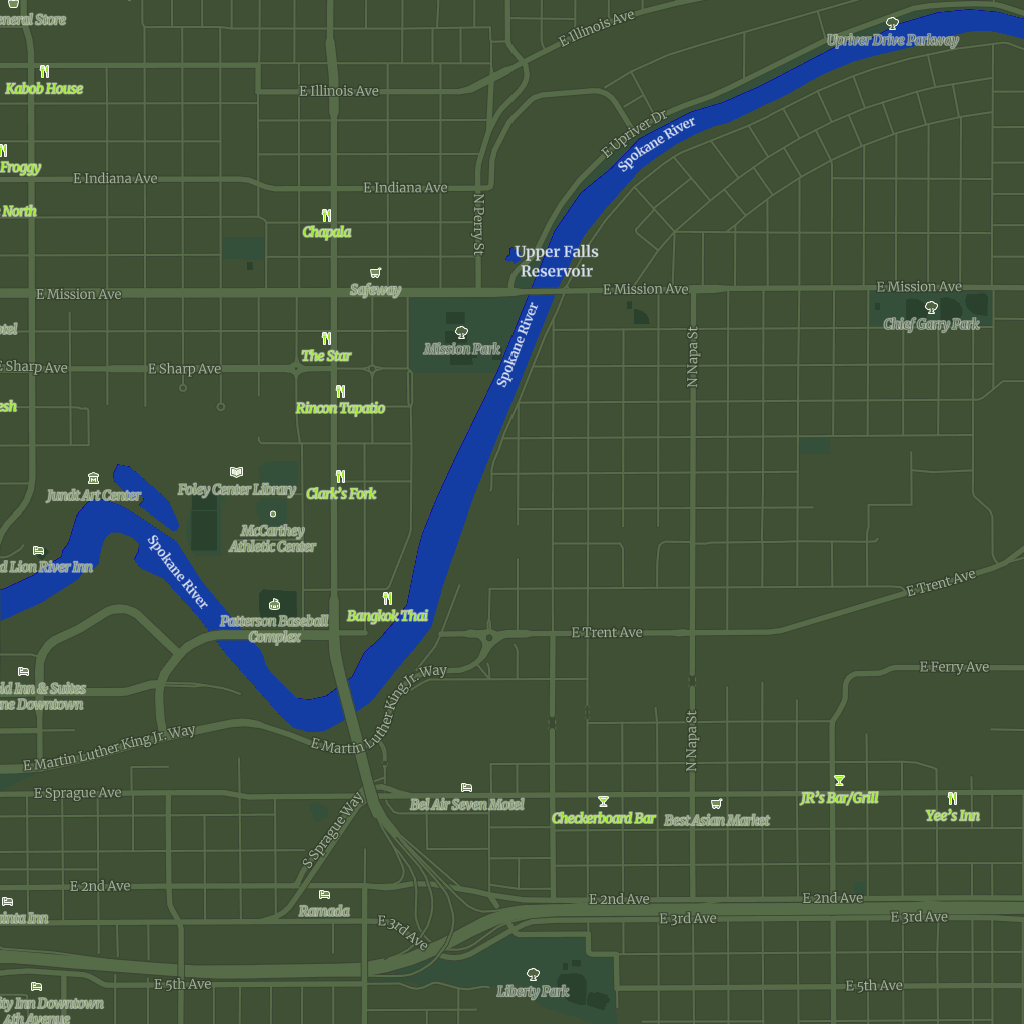 eneral Store
E Illinois Ave
Upriver Drive Parkway
Kabob House
E Illinois Ave
E Upriver Dr
Spokane River
Froggy
E Indiana Ave
E Indiana Ave
North
N Perry St
Chapala
Upper Falls
Reservoir
Safeway
E Mission Ave
E Mission Ave
E Mission Ave
Chief Garry Park
otel
Spokane River
Mission Park
The Star
N Napa St
E Sharp Ave
E Sharp Ave
esh
Rincon Tapatio
Jundt Art Center
Foley Center Library
Clark's Fork
McCarthey
Athletic Center
d Lion River Inn
Spokane River
E Trent Ave
Bangkok Thai
Patterson Baseball
Complex
E Trent Ave
E Ferry Ave
ld Inn & Suites
ne Downtown
E Martin Luther King Jr. Way
E Martin Luther King Jr. Way
N Napa St
E Sprague Ave
Bel Air Seven Motel
Checkerboard Bar
Best Asian Market
JR's Bar/Grill
Yee's Inn
S Sprague Way
E 2nd Ave
E 2nd Ave
E 2nd Ave
uinta Inn
Ramada
E 3rd Ave
E 3rd Ave
E 3rd Ave
E 5th Ave
Liberty Park
E 5th Ave
ity Inn Downtown
4th Avenue